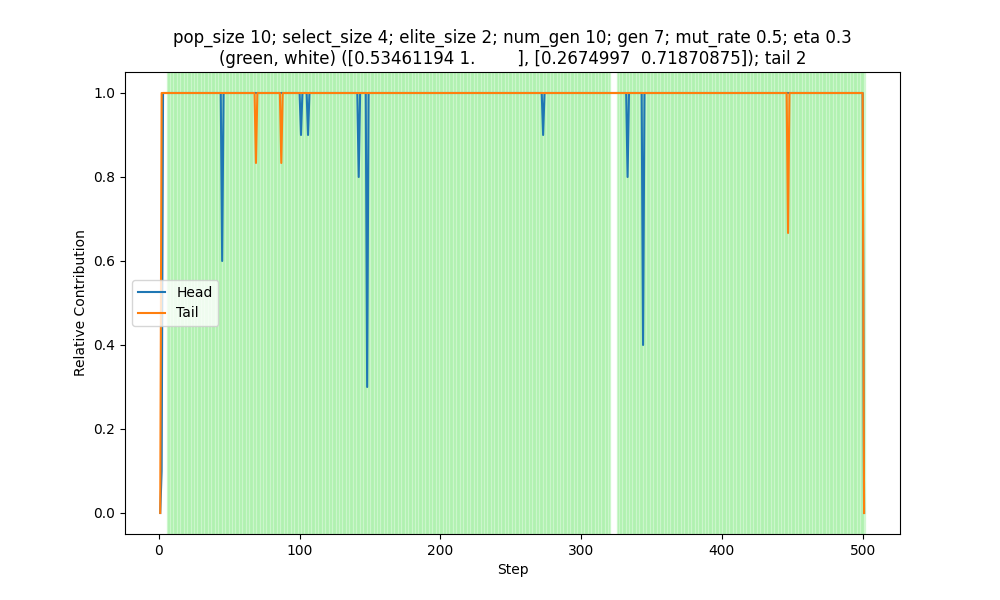 pop_size 10; select_size 4; elite_size 2; num_gen 10; gen 7; mut_rate 0.5; eta 0.3
(green, white) ([0.53461194 1.        ], [0.2674997  0.71870875]); tail 2
1.0
0.8
0.6
0.4
0.2
0.0
Relative Contribution
Head
Tail
0 100 200 300 400 500
Step